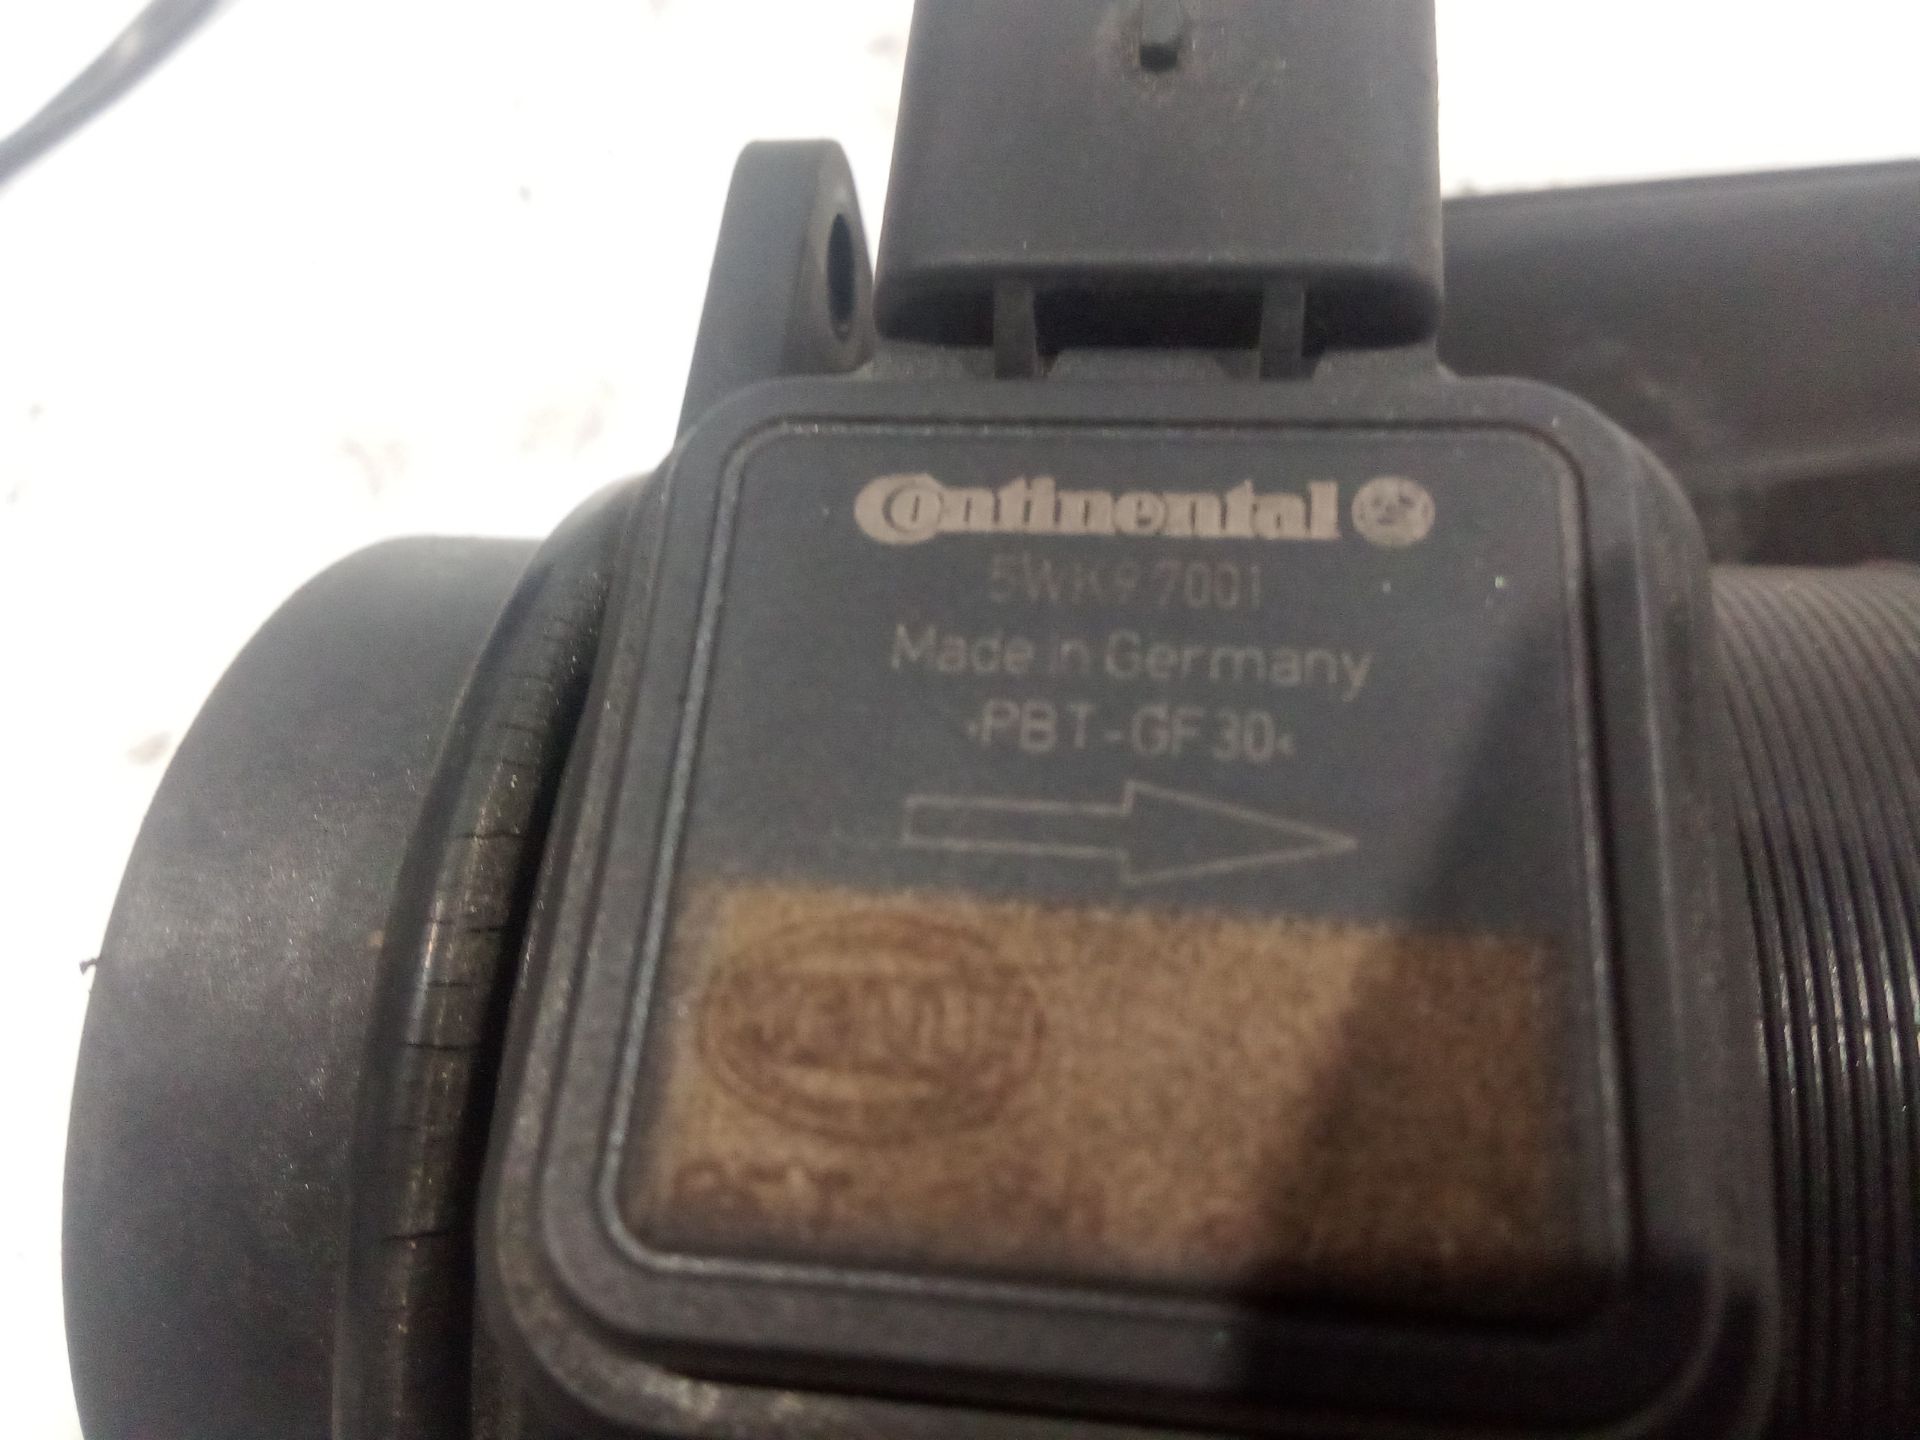 Continental
5WK9 7001
Made in Germany
>PBT-GF30<